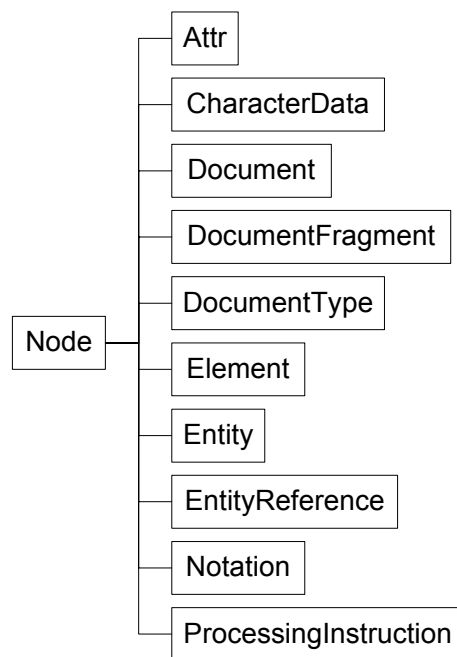 Attr
CharacterData
Document
DocumentFragment
DocumentType
Node
Element
Entity
EntityReference
Notation
ProcessingInstruction